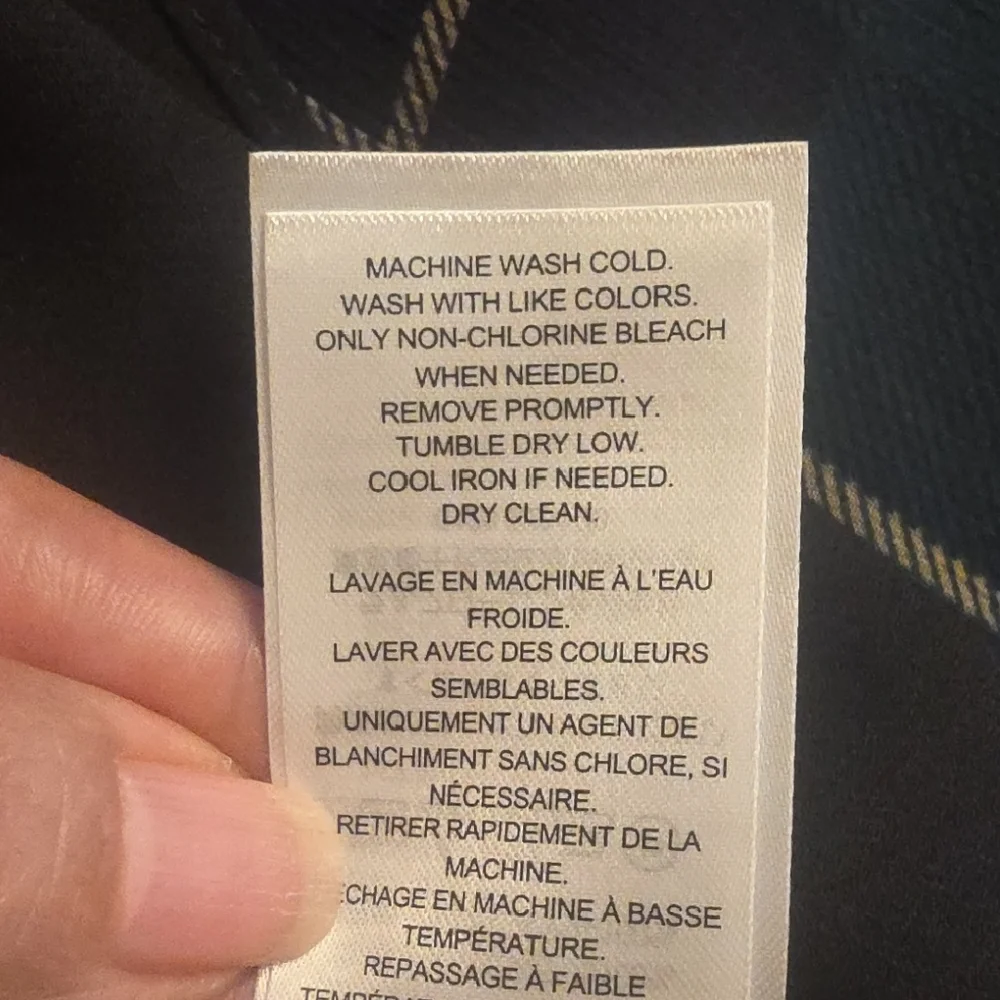 MACHINE WASH COLD.
WASH WITH LIKE COLORS.
ONLY NON-CHLORINE BLEACH
WHEN NEEDED.
REMOVE PROMPTLY.
TUMBLE DRY LOW.
COOL IRON IF NEEDED.
DRY CLEAN.
LAVAGE EN MACHINE À L'EAU
FROIDE.
LAVER AVEC DES COULEURS
SEMBLABLES.
UNIQUEMENT UN AGENT DE
BLANCHIMENT SANS CHLORE, SI
NÉCESSAIRE.
RETIRER RAPIDEMENT DE LA
MACHINE.
EN MACHINE À BASSE
TEMPÉRATURE.
REPASSAGE À FAIBLE